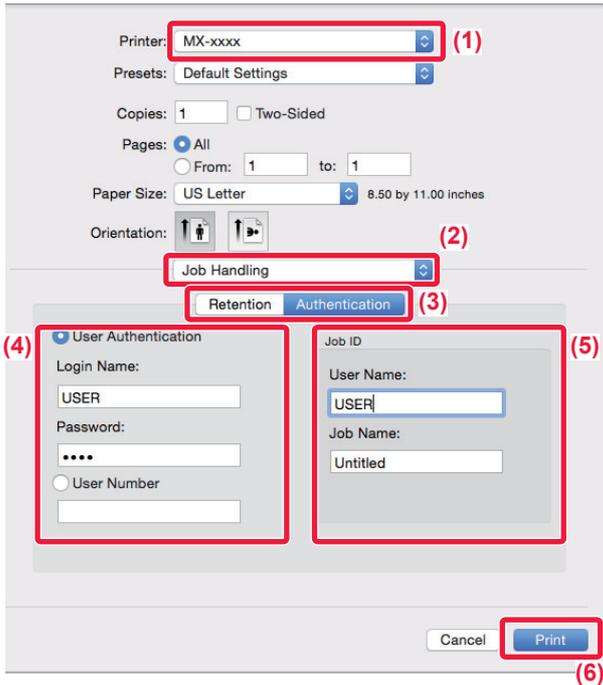 Printer: MX-xxxx (1)
Presets: Default Settings
Copies: 1 Two-Sided
Pages: All
From: 1 to: 1
Paper Size: US Letter 8.50 by 11.00 inches
Orientation:
(2)
Job Handling
Retention Authentication (3)
(4) User Authentication
Login Name:
USER
Password:
••••
User Number
(5)
Job ID
User Name:
USER
Job Name:
Untitled
Cancel Print
(6)